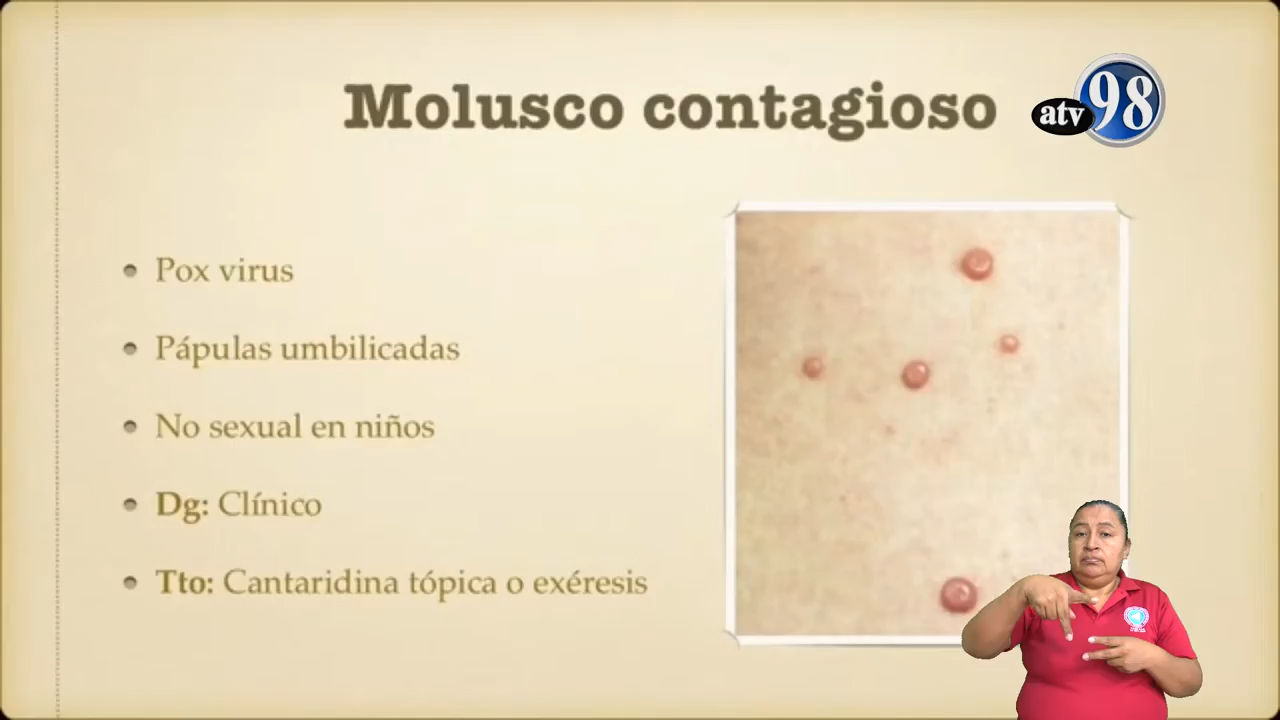 Molusco contagioso
atv 98
Pox virus
Pápulas umbilicadas
No sexual en niños
Dg: Clínico
Tto: Cantaridina tópica o exéresis